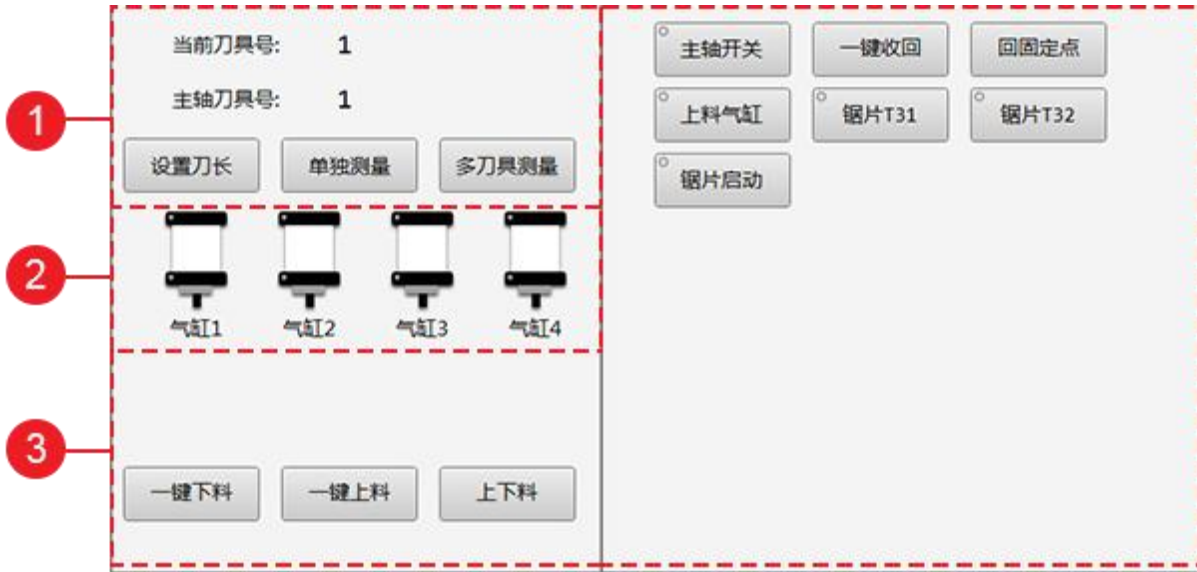 1
当前刀具号: 1
主轴刀具号: 1
设置刀长 单独测量 多刀具测量
2
气缸1 气缸2 气缸3 气缸4
3
一键下料 一键上料 上下料
主轴开关 一键收回 回固定点
上料气缸 锯片T31 锯片T32
锯片启动